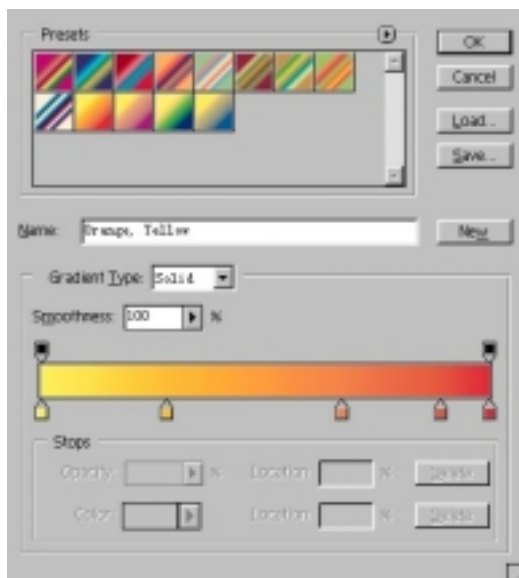 Presets
OK
Cancel
Load...
Save...
Name: Orange, Yellow
New
Gradient Type: Solid
Smoothness: 100 %
Stops
Opacity: % Location: % Delete
Color: Location: % Delete